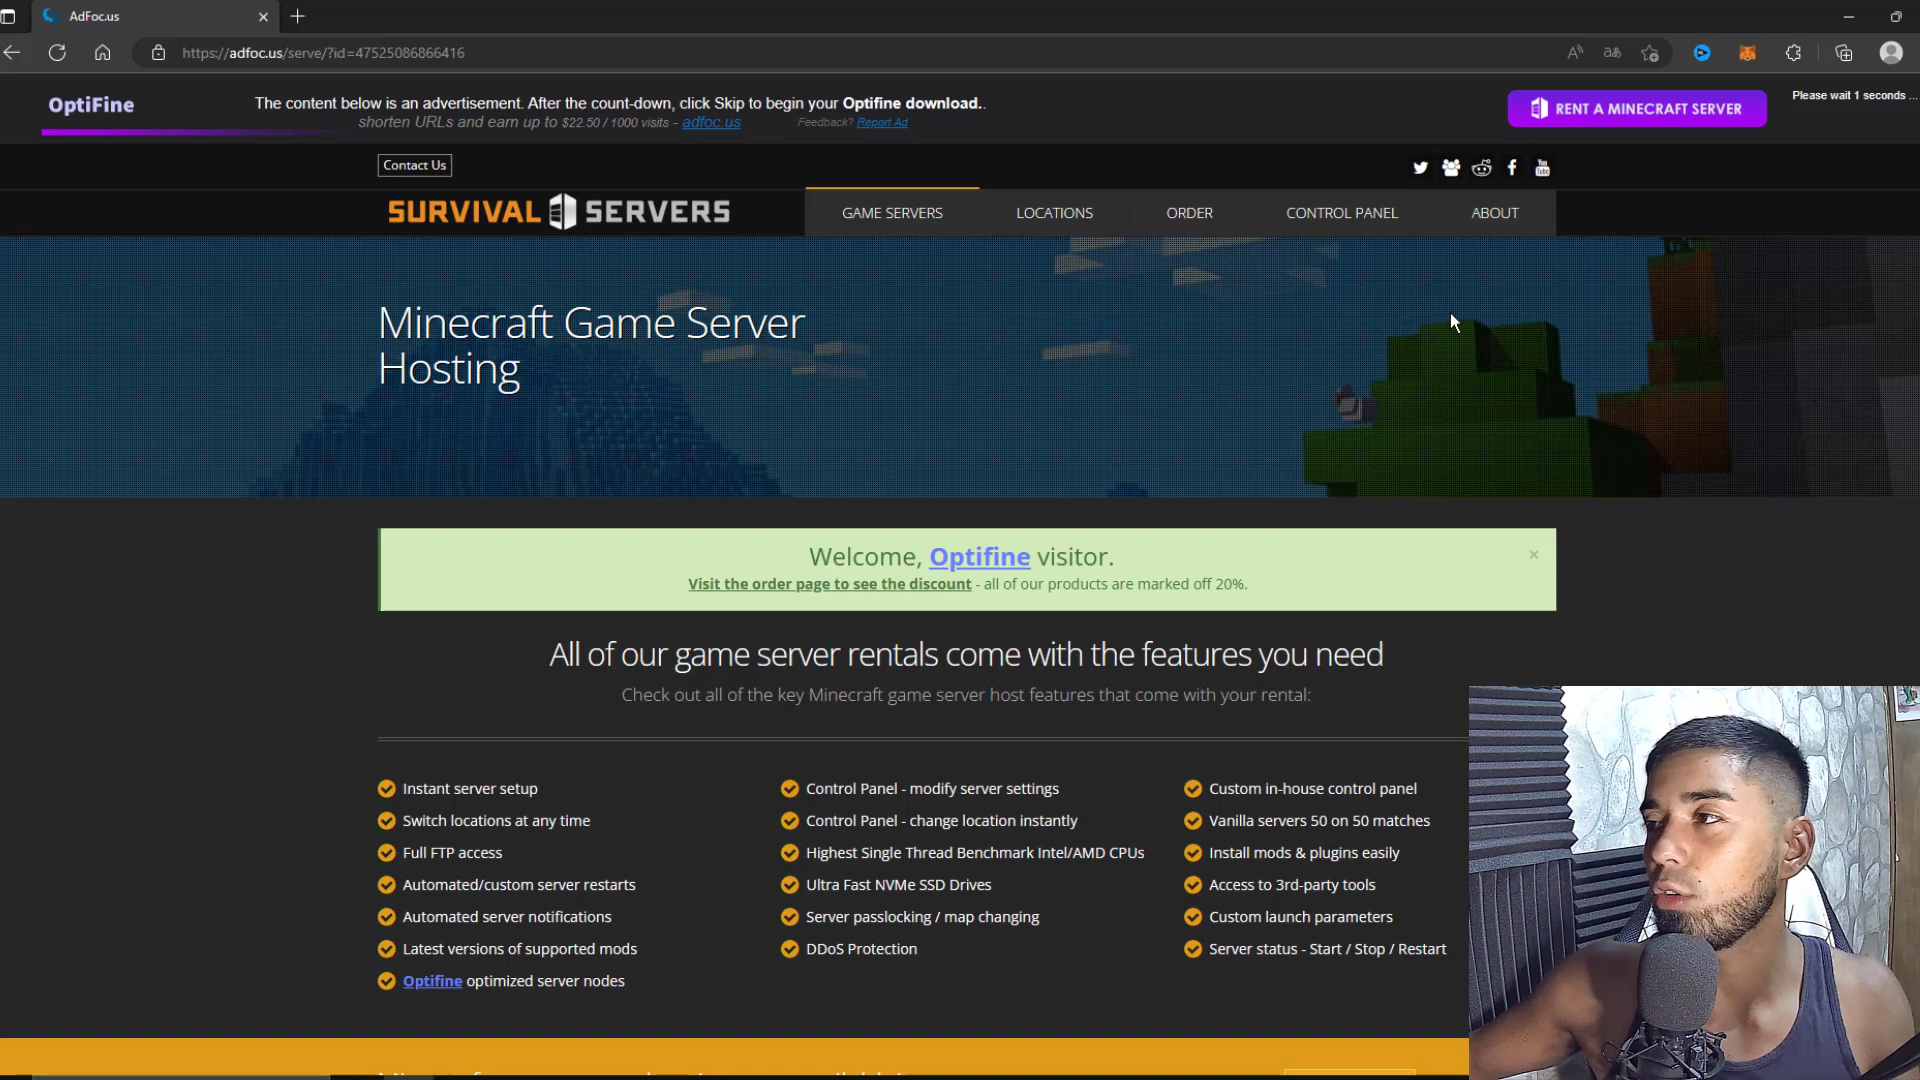 AdFoc.us
https://adfoc.us/serve/?id=47525086866416
OptiFine
The content below is an advertisement. After the count-down, click Skip to begin your Optifine download..
shorten URLs and earn up to $22.50 / 1000 visits - adfoc.us
Feedback? Report Ad
RENT A MINECRAFT SERVER
Please wait 1 seconds ...
Contact Us
You Tube
SURVIVAL SERVERS
GAME SERVERS
LOCATIONS
ORDER
CONTROL PANEL
ABOUT
Minecraft Game Server
Hosting
Welcome, Optifine visitor.
×
Visit the order page to see the discount - all of our products are marked off 20%.
All of our game server rentals come with the features you need
Check out all of the key Minecraft game server host features that come with your rental:
Instant server setup
Switch locations at any time
Full FTP access
Automated/custom server restarts
Automated server notifications
Latest versions of supported mods
Optifine optimized server nodes
Control Panel - modify server settings
Control Panel - change location instantly
Highest Single Thread Benchmark Intel/AMD CPUs
Ultra Fast NVMe SSD Drives
Server passlocking / map changing
DDoS Protection
Custom in-house control panel
Vanilla servers 50 on 50 matches
Install mods & plugins easily
Access to 3rd-party tools
Custom launch parameters
Server status - Start / Stop / Restart